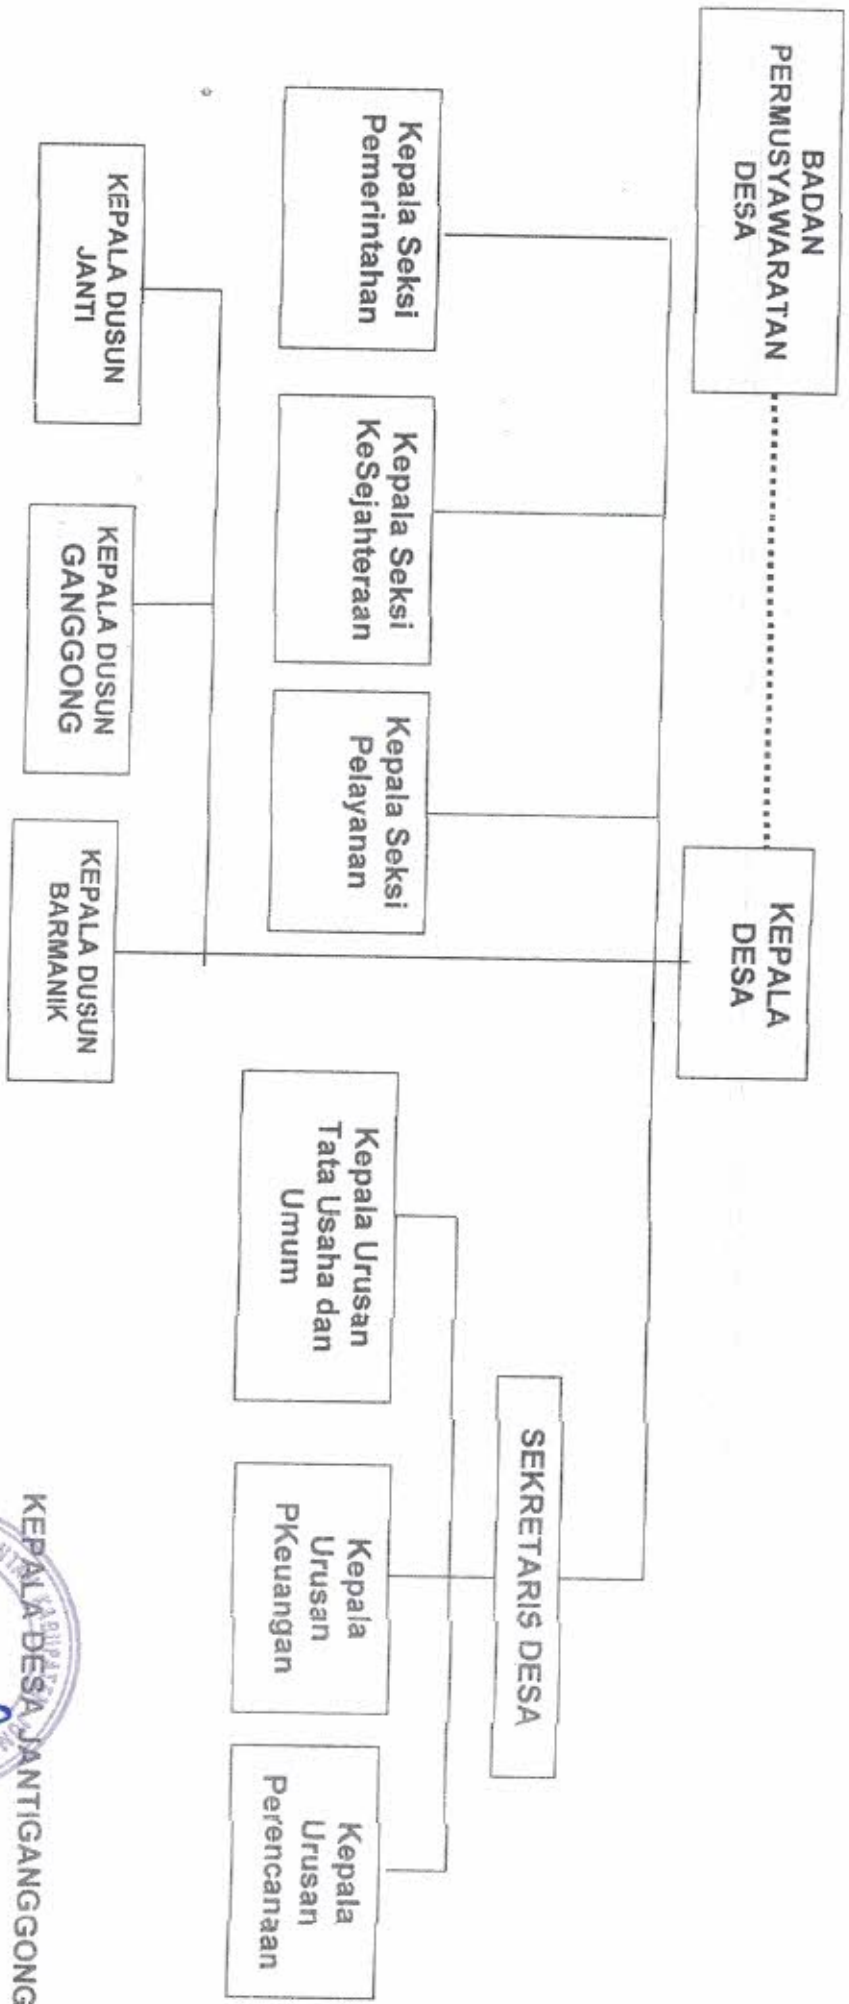 BADAN
PERMUSYAWARATAN
DESA
KEPALA
DESA
SEKRETARIS DESA
Kepala Seksi
Pemerintahan
Kepala Seksi
KeSejahteraan
Kepala Seksi
Pelayanan
Kepala Urusan
Tata Usaha dan
Umum
Kepala
Urusan
PKeuangan
Kepala
Urusan
Perencanaan
KEPALA DUSUN
JANTI
KEPALA DUSUN
GANGGONG
KEPALA DUSUN
BARMANIK
KEPALA DESA JANTIGANGGONG